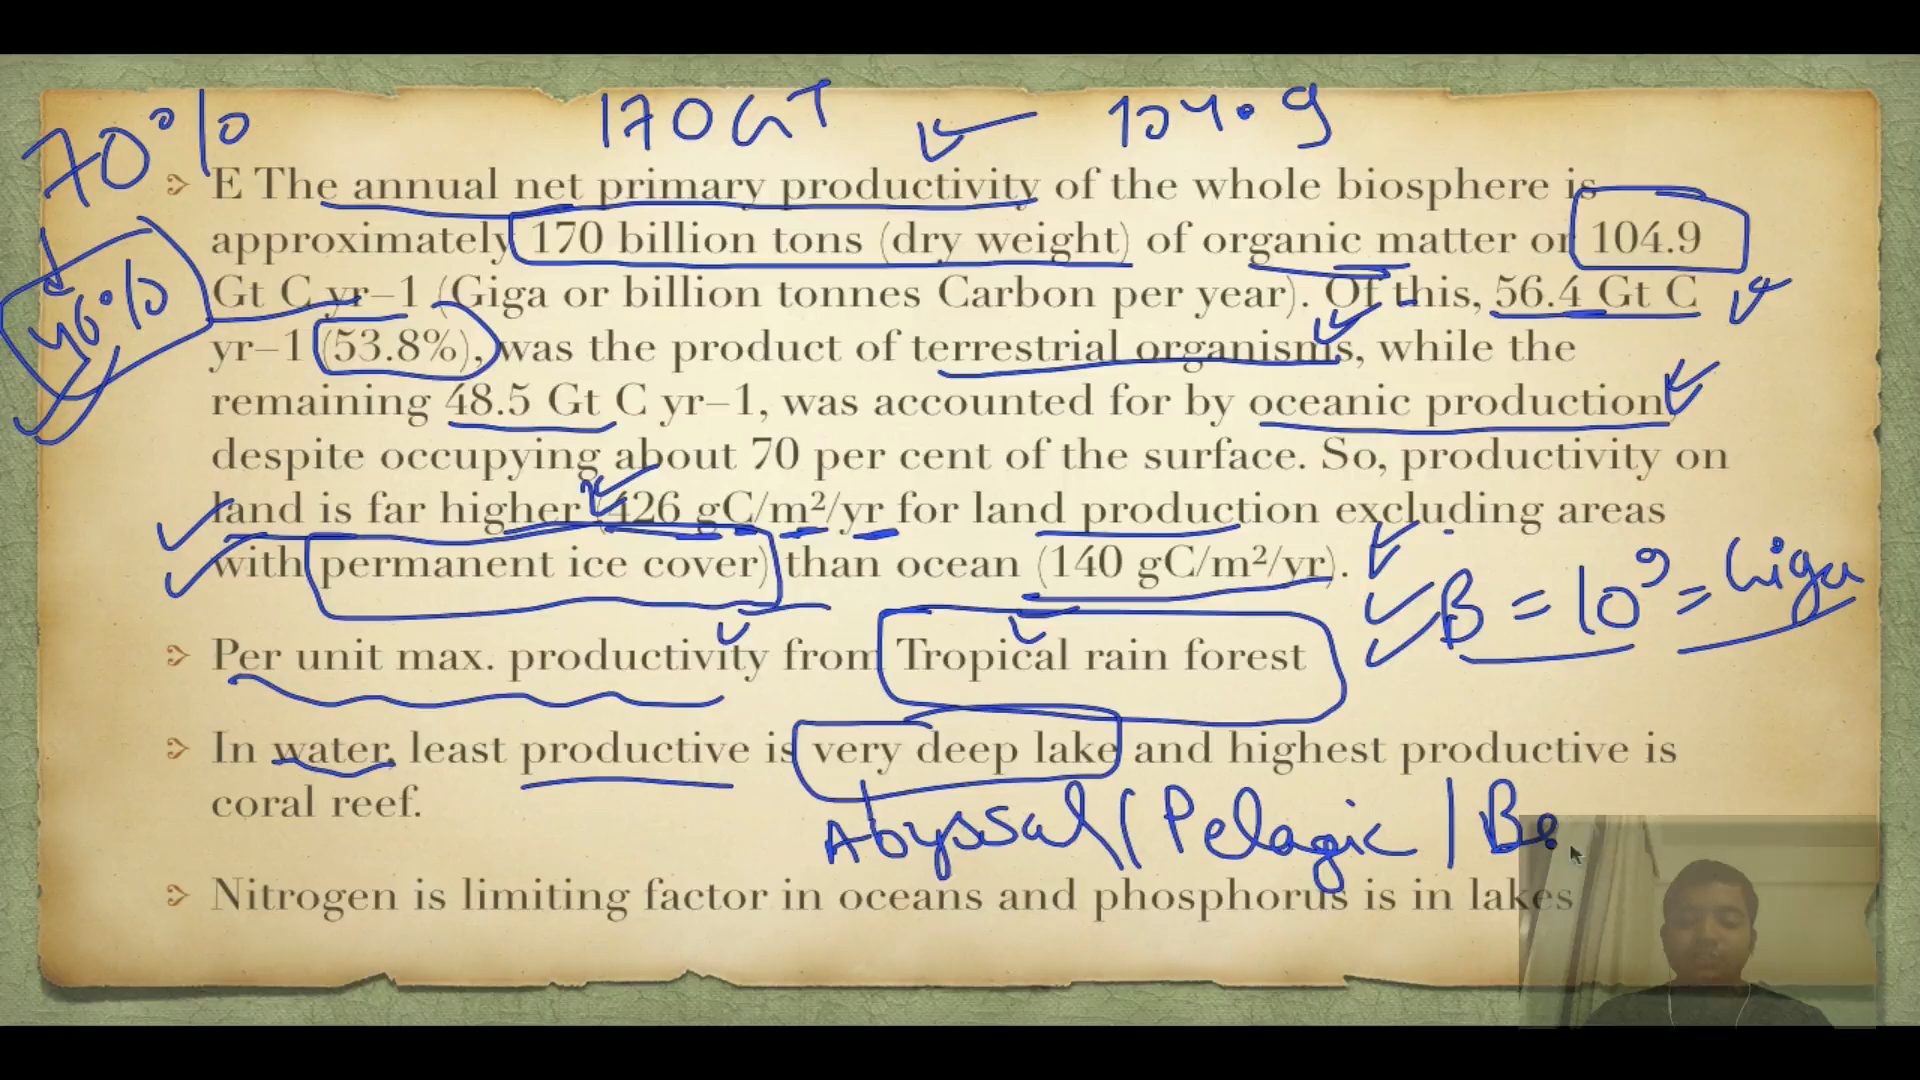 70%
170 GT
104.9
E The annual net primary productivity of the whole biosphere is
approximately 170 billion tons (dry weight) of organic matter or 104.9
Gt C yr–1 (Giga or billion tonnes Carbon per year). Of this, 56.4 Gt C
40%
yr–1 (53.8%), was the product of terrestrial organisms, while the
remaining 48.5 Gt C yr–1, was accounted for by oceanic production
despite occupying about 70 per cent of the surface. So, productivity on
land is far higher (426 gC/m²/yr for land production excluding areas
with permanent ice cover) than ocean (140 gC/m²/yr).
B = 10⁹ = Giga
Per unit max. productivity from Tropical rain forest
In water, least productive is very deep lake and highest productive is
coral reef.
Abyssal / Pelagic / Be
Nitrogen is limiting factor in oceans and phosphorus is in lakes